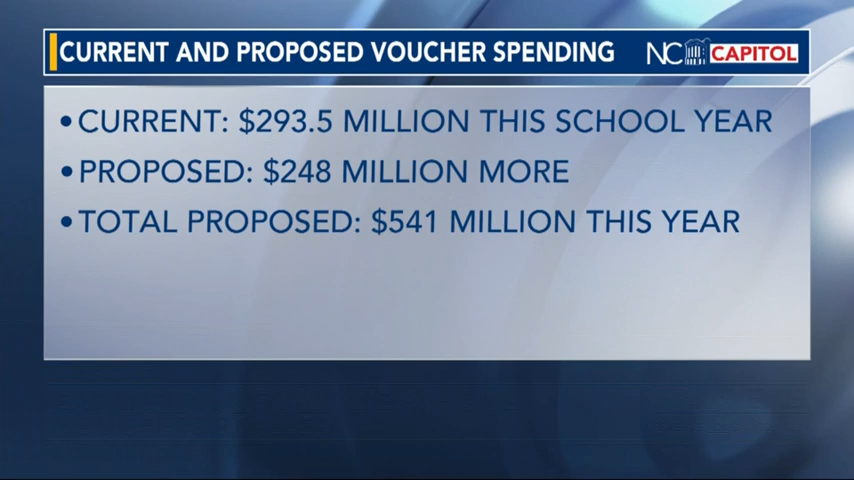 CURRENT AND PROPOSED VOUCHER SPENDING NC CAPITOL
•CURRENT: $293.5 MILLION THIS SCHOOL YEAR
•PROPOSED: $248 MILLION MORE
•TOTAL PROPOSED: $541 MILLION THIS YEAR